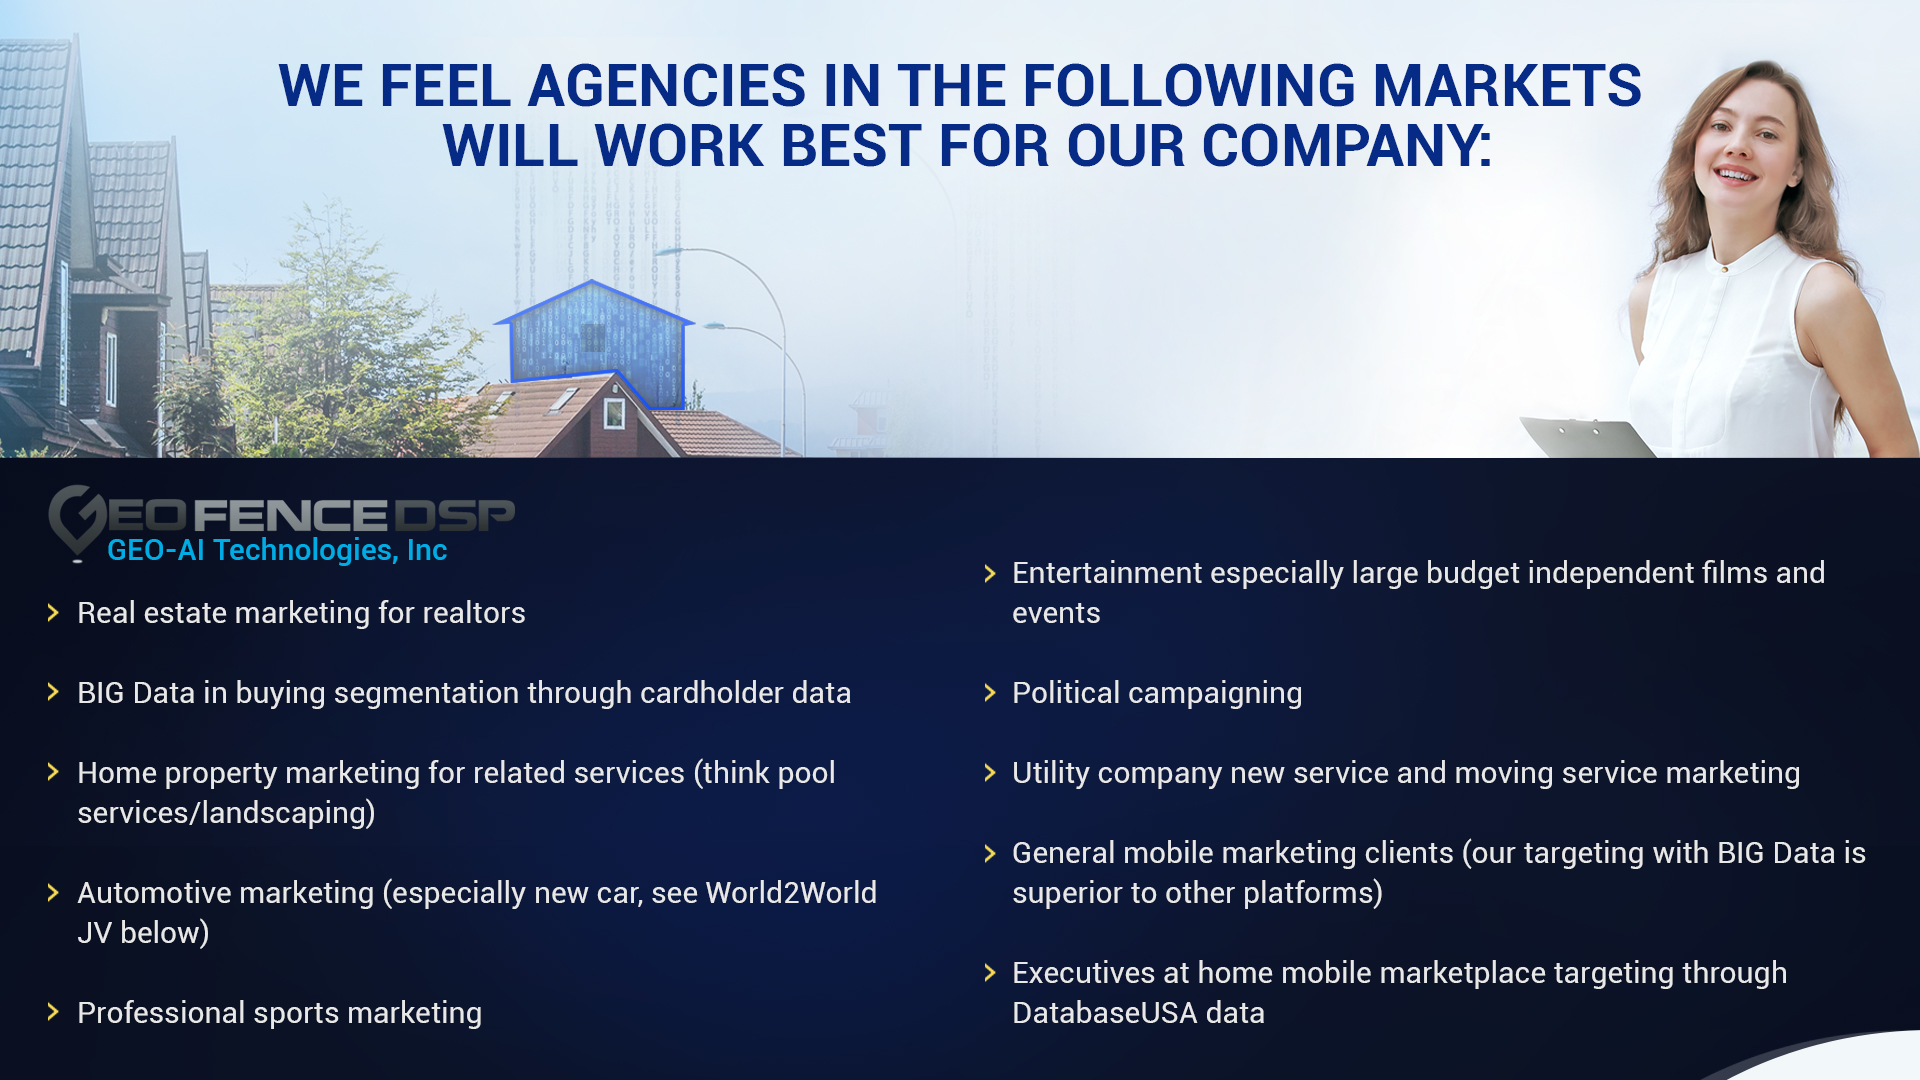 WE FEEL AGENCIES IN THE FOLLOWING MARKETS
WILL WORK BEST FOR OUR COMPANY:
GEOFENCEDSP
GEO-AI Technologies, Inc
Real estate marketing for realtors
BIG Data in buying segmentation through cardholder data
Home property marketing for related services (think pool
services/landscaping)
Automotive marketing (especially new car, see World2World
JV below)
Professional sports marketing
Entertainment especially large budget independent films and
events
Political campaigning
Utility company new service and moving service marketing
General mobile marketing clients (our targeting with BIG Data is
superior to other platforms)
Executives at home mobile marketplace targeting through
DatabaseUSA data